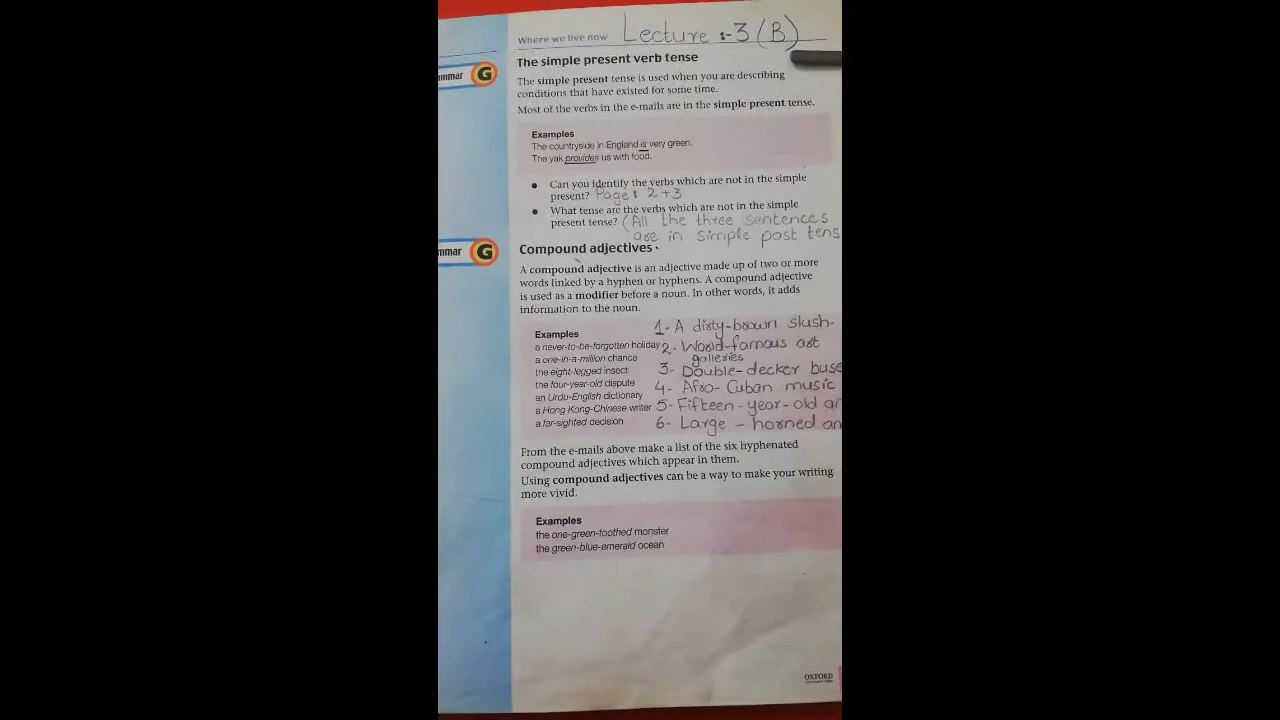 Where we live now Lecture :-3 (B)
The simple present verb tense
mmar G
The simple present tense is used when you are describing
conditions that have existed for some time.
Most of the verbs in the e-mails are in the simple present tense.
Examples
The countryside in England is very green.
The yak provides us with food.
• Can you identify the verbs which are not in the simple
present? Page : 2+3
• What tense are the verbs which are not in the simple
present tense? (All the three sentences
are in simple past tens
mmar G
Compound adjectives
A compound adjective is an adjective made up of two or more
words linked by a hyphen or hyphens. A compound adjective
is used as a modifier before a noun. In other words, it adds
information to the noun.
Examples
a never-to-be-forgotten holiday
a one-in-a-million chance
the eight-legged insect
the four-year-old dispute
an Urdu-English dictionary
a Hong Kong-Chinese writer
a far-sighted decision
1- A dirty-brown slush-
2- World-famous art
galleries
3- Double-decker buse
4- Afro-Cuban music
5- Fifteen-year-old
6- Large-horned an
From the e-mails above make a list of the six hyphenated
compound adjectives which appear in them.
Using compound adjectives can be a way to make your writing
more vivid.
Examples
the one-green-toothed monster
the green-blue-emerald ocean
OXFORD